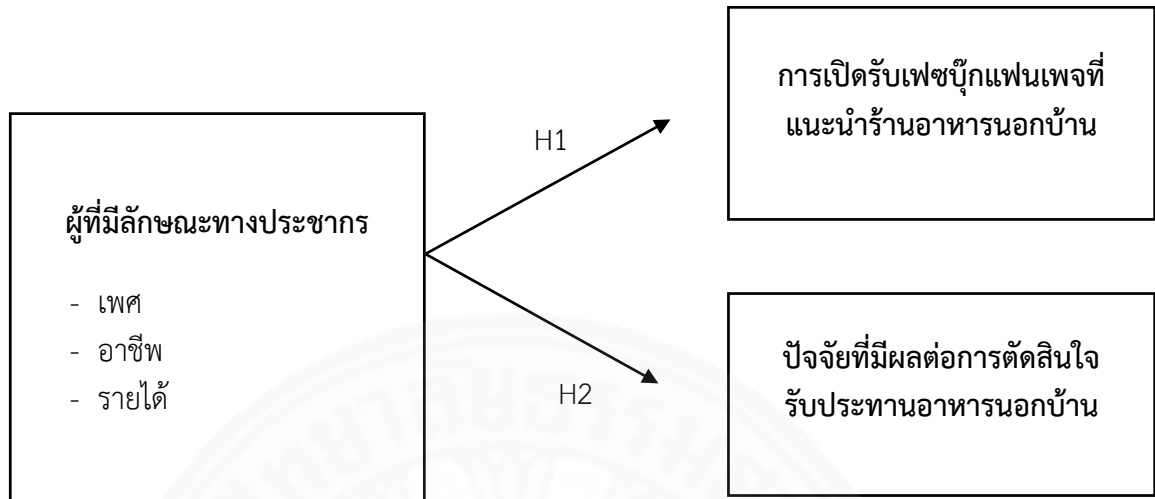 การเปิดรับเฟซบุ๊กแฟนเพจที่
แนะนำร้านอาหารนอกบ้าน
H1
ผู้ที่มีลักษณะทางประชากร
- เพศ
- อาชีพ
- รายได้
H2
ปัจจัยที่มีผลต่อการตัดสินใจ
รับประทานอาหารนอกบ้าน